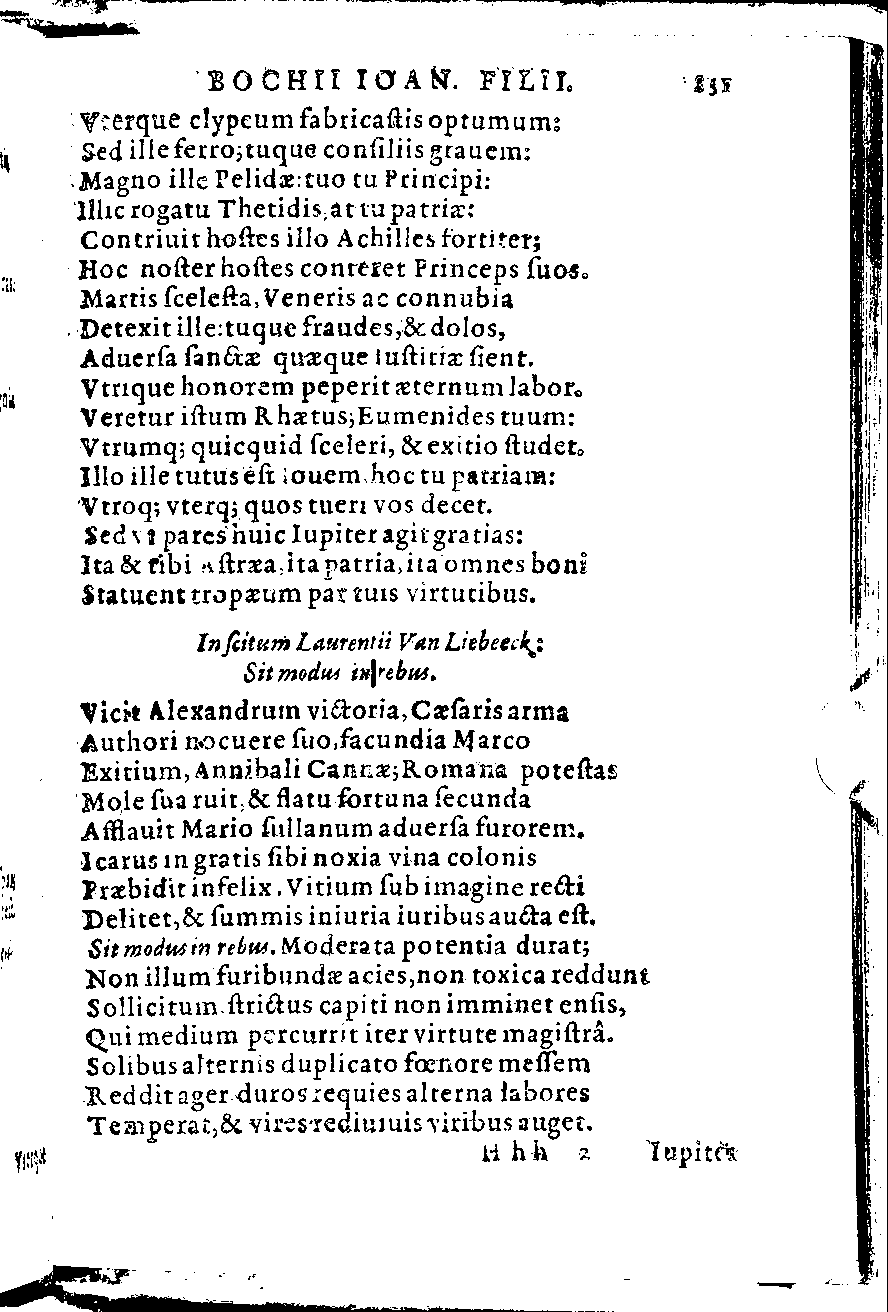 BOCHII IOAN. FILII.
Vterque clypeum fabricaſtis optumum:
Sed ille ferro; tuque conſiliis grauem:
Magno ille Pelidæ: tuo tu Principi:
Illic rogatu Thetidis, at tu patriæ:
Contriuit hoſtes illo Achilles fortiter;
Hoc noſter hoſtes conteret Princeps ſuos.
Martis ſceleſta, Veneris ac connubia
Detexit ille: tuque fraudes, & dolos,
Aduerſa ſanctæ quæque Iuſtitiæ ſient.
Vtrique honorem peperit æternum labor.
Veretur iſtum Rhætus; Eumenides tuum:
Vtrumq; quicquid ſceleri, & exitio ſtudet.
Illo ille tutus eſt Iouem, hoc tu patriam:
Vtroq; vterq; quos tueri vos decet.
Sed vt pares huic Iupiter agit gratias:
Ita & ſibi Aſtræa, ita patria, ita omnes boni
Statuent tropæum par tuis virtutibus.
In ſcitum Laurentii Van Liebeeck:
Sit modus in rebus.
Vicit Alexandrum victoria, Cæſaris arma
Authori nocuere ſuo, facundia Marco
Exitium, Annibali Cannæ; Romana poteſtas
Mole ſua ruit, & flatu fortuna ſecunda
Afflauit Mario ſullanum aduerſa furorem.
Icarus ingratis ſibi noxia vina colonis
Præbidit infelix. Vitium ſub imagine recti
Delitet, & ſummis iniuria iuribus aucta eſt.
Sit modus in rebus. Moderata potentia durat;
Non illum furibundæ acies, non toxica reddunt
Sollicitum, ſtrictus capiti non imminet enſis,
Qui medium percurrit iter virtute magiſtrâ.
Solibus alternis duplicato fœnore meſſem
Reddit ager. duros requies alterna labores
Temperat, & vires rediuiuis viribus auget.
H h h 2 Iupiter